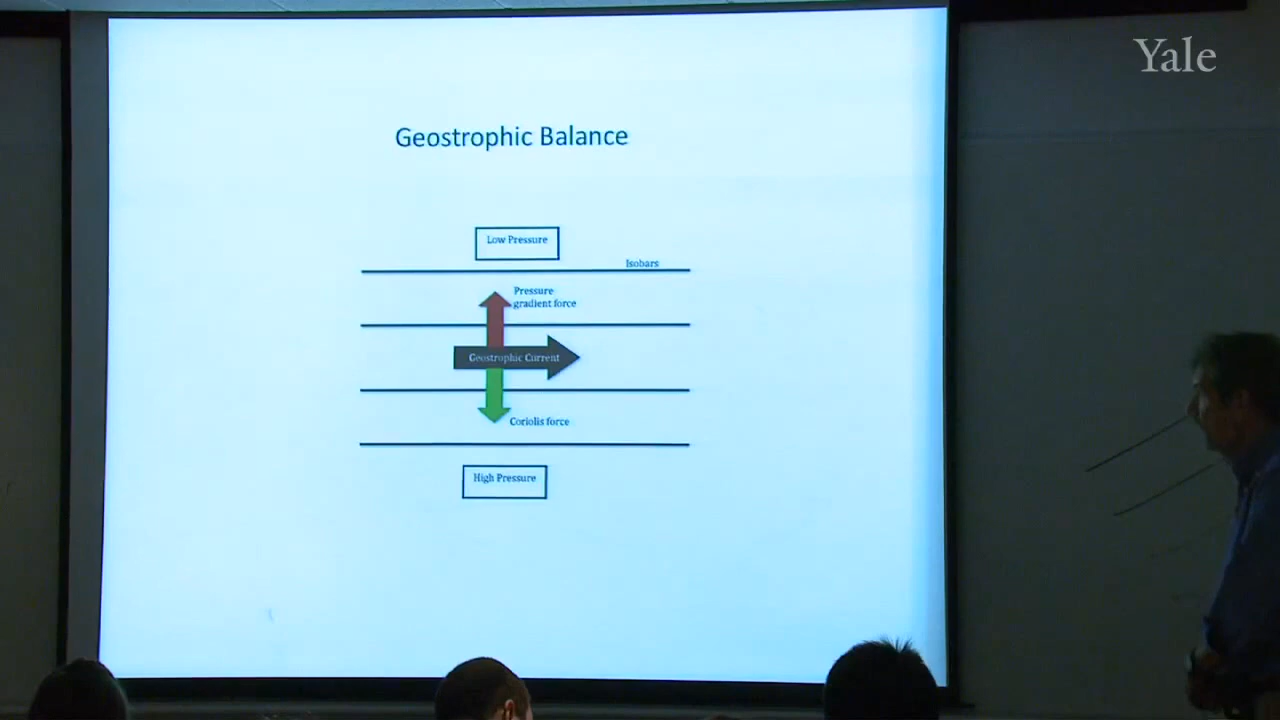 Yale
Geostrophic Balance
Low Pressure
Isobars
Pressure
gradient force
Geostrophic Current
Coriolis force
High Pressure